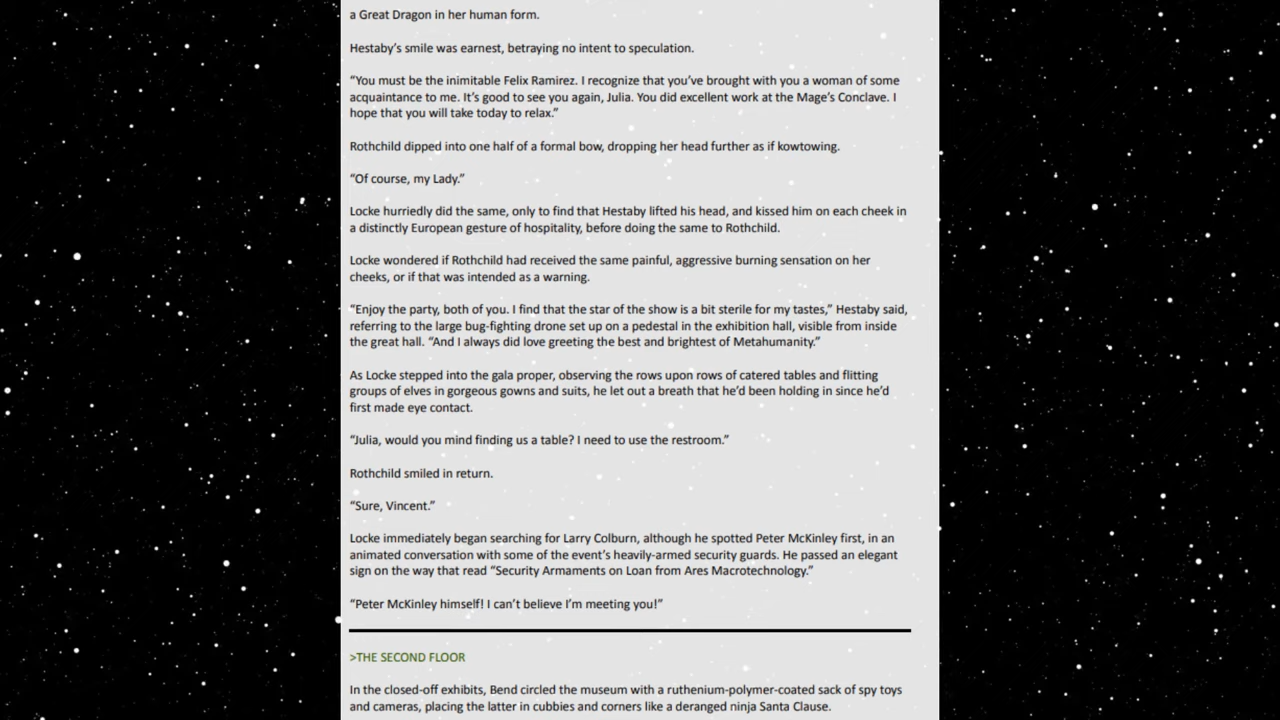 a Great Dragon in her human form.
Hestaby’s smile was earnest, betraying no intent to speculation.
“You must be the inimitable Felix Ramirez. I recognize that you’ve brought with you a woman of some
acquaintance to me. It’s good to see you again, Julia. You did excellent work at the Mage’s Conclave. I
hope that you will take today to relax.”
Rothchild dipped into one half of a formal bow, dropping her head further as if kowtowing.
“Of course, my Lady.”
Locke hurriedly did the same, only to find that Hestaby lifted his head, and kissed him on each cheek in
a distinctly European gesture of hospitality, before doing the same to Rothchild.
Locke wondered if Rothchild had received the same painful, aggressive burning sensation on her
cheeks, or if that was intended as a warning.
“Enjoy the party, both of you. I find that the star of the show is a bit sterile for my tastes,” Hestaby said,
referring to the large bug-fighting drone set up on a pedestal in the exhibition hall, visible from inside
the great hall. “And I always did love greeting the best and brightest of Metahumanity.”
As Locke stepped into the gala proper, observing the rows upon rows of catered tables and flitting
groups of elves in gorgeous gowns and suits, he let out a breath that he’d been holding in since he’d
first made eye contact.
“Julia, would you mind finding us a table? I need to use the restroom.”
Rothchild smiled in return.
“Sure, Vincent.”
Locke immediately began searching for Larry Colburn, although he spotted Peter McKinley first, in an
animated conversation with some of the event’s heavily-armed security guards. He passed an elegant
sign on the way that read “Security Armaments on Loan from Ares Macrotechnology.”
“Peter McKinley himself! I can’t believe I’m meeting you!”
>THE SECOND FLOOR
In the closed-off exhibits, Bend circled the museum with a ruthenium-polymer-coated sack of spy toys
and cameras, placing the latter in cubbies and corners like a deranged ninja Santa Clause.